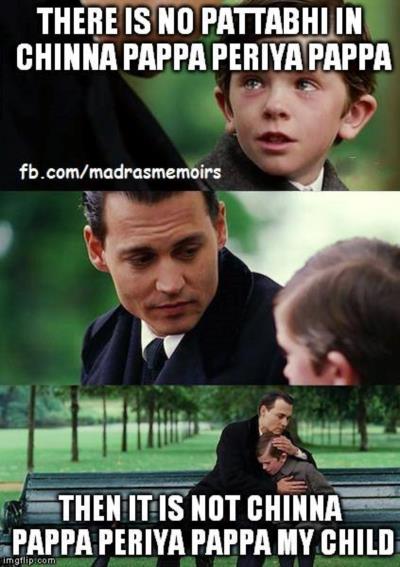 THERE IS NO PATTABHI IN
CHINNA PAPPA PERIYA PAPPA
fb.com/madrasmemoirs
THEN IT IS NOT CHINNA
PAPPA PERIYA PAPPA MY CHILD
imgflip.com